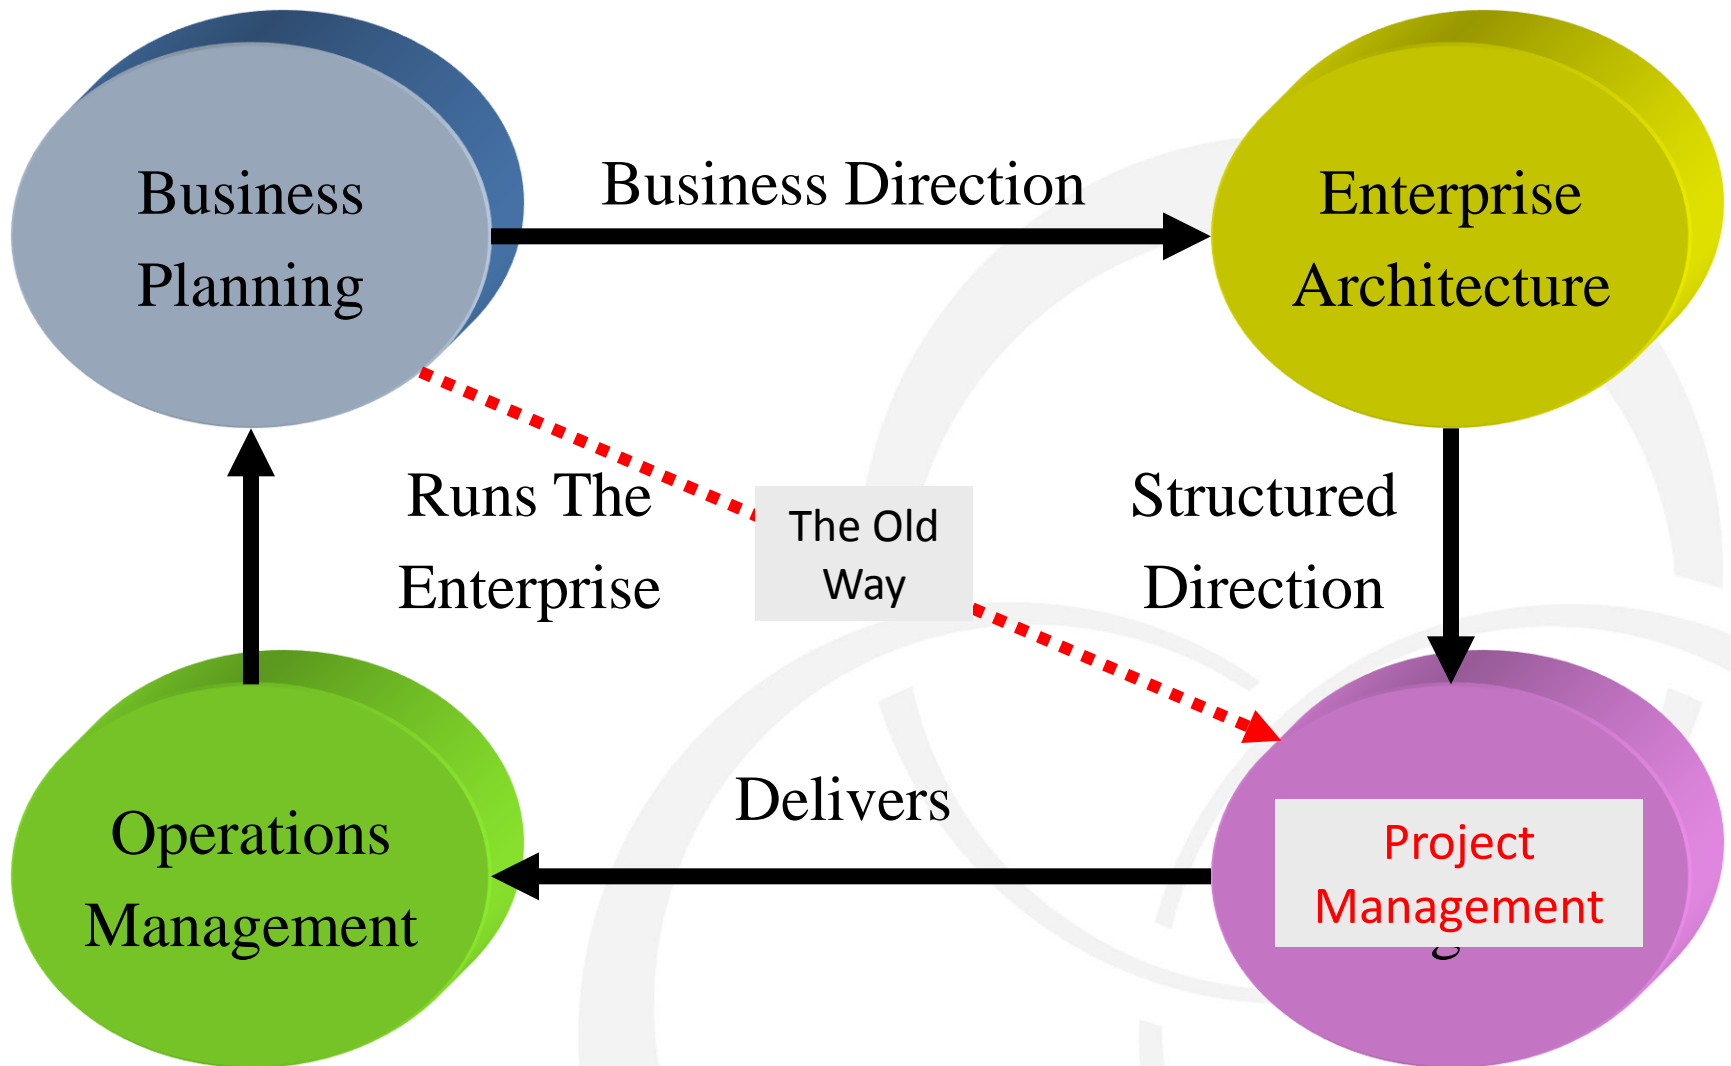 Business
Planning
Business Direction
Enterprise
Architecture
Runs The
Enterprise
The Old
Way
Structured
Direction
Operations
Management
Delivers
Project
Management